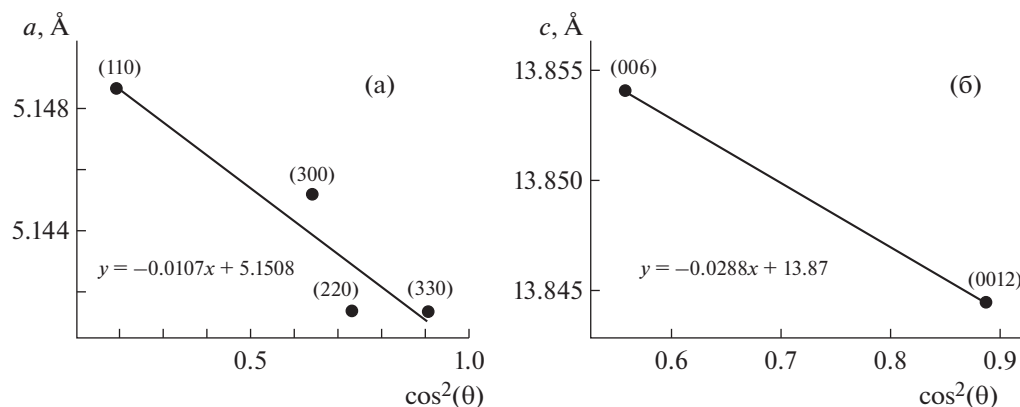 a, Å
(110)
(а)
5.148
(300)
5.144
y = −0.0107x + 5.1508
(220)
(330)
0.5
1.0
cos²(θ)
c, Å
13.855
(006)
(б)
13.850
y = −0.0288x + 13.87
(0012)
13.845
0.6
0.7
0.8
0.9
cos²(θ)